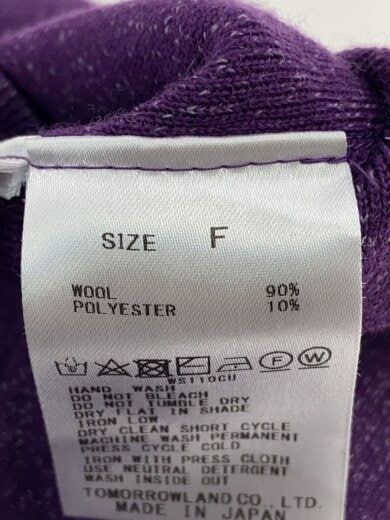 SIZE F
WOOL 90%
POLYESTER 10%
F W
WS110CU
HAND WASH
DO NOT BLEACH
DO NOT TUMBLE DRY
DRY FLAT IN SHADE
IRON LOW
DRY CLEAN SHORT CYCLE
MACHINE WASH PERMANENT
PRESS CYCLE COLD
IRON WITH PRESS CLOTH
USE NEUTRAL DETERGENT
WASH INSIDE OUT
TOMORROWLAND CO., LTD.
MADE IN JAPAN